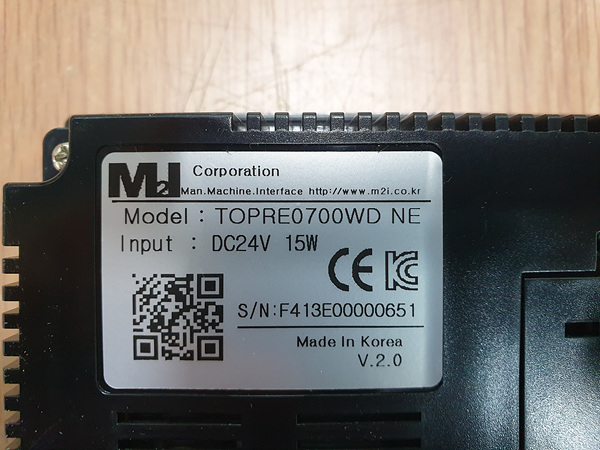 M2I Corporation
Man.Machine.Interface http://www.m2i.co.kr
Model : TOPRE0700WD NE
Input : DC24V 15W
CE KC
S/N:F413E00000651
Made In Korea
V.2.0